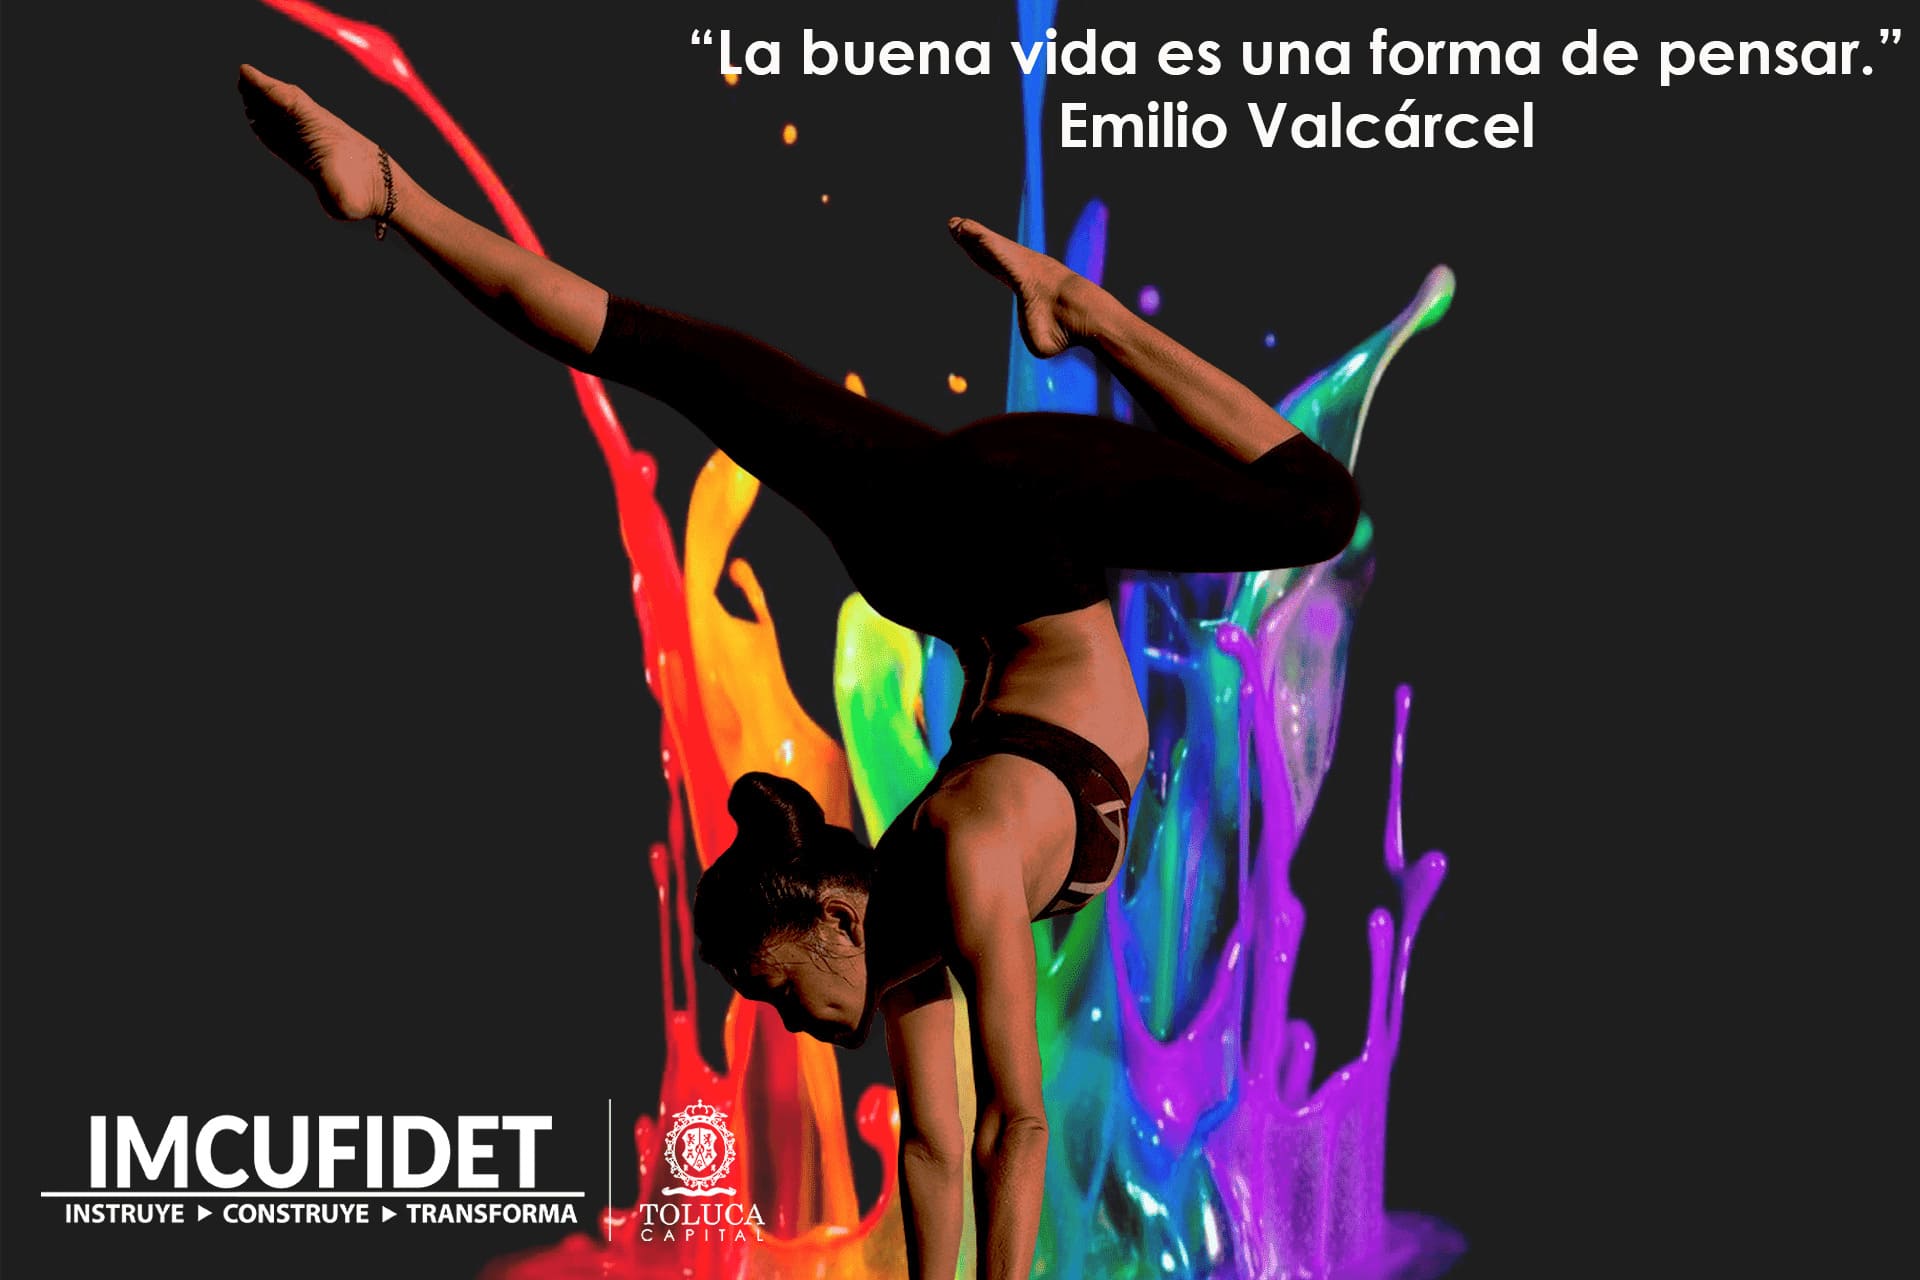 “La buena vida es una forma de pensar.”
Emilio Valcárcel
IMCUFIDET
INSTRUYE ▶ CONSTRUYE ▶ TRANSFORMA
TOLUCA
CAPITAL